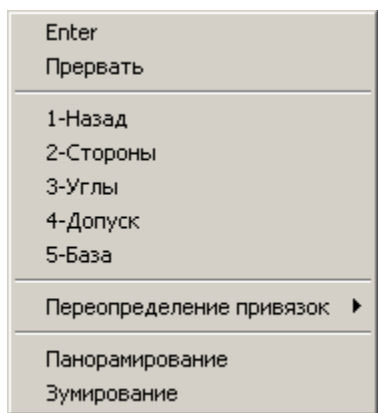 Enter
Прервать
1-Назад
2-Стороны
3-Углы
4-Допуск
5-База
Переопределение привязок
Панорамирование
Зумирование